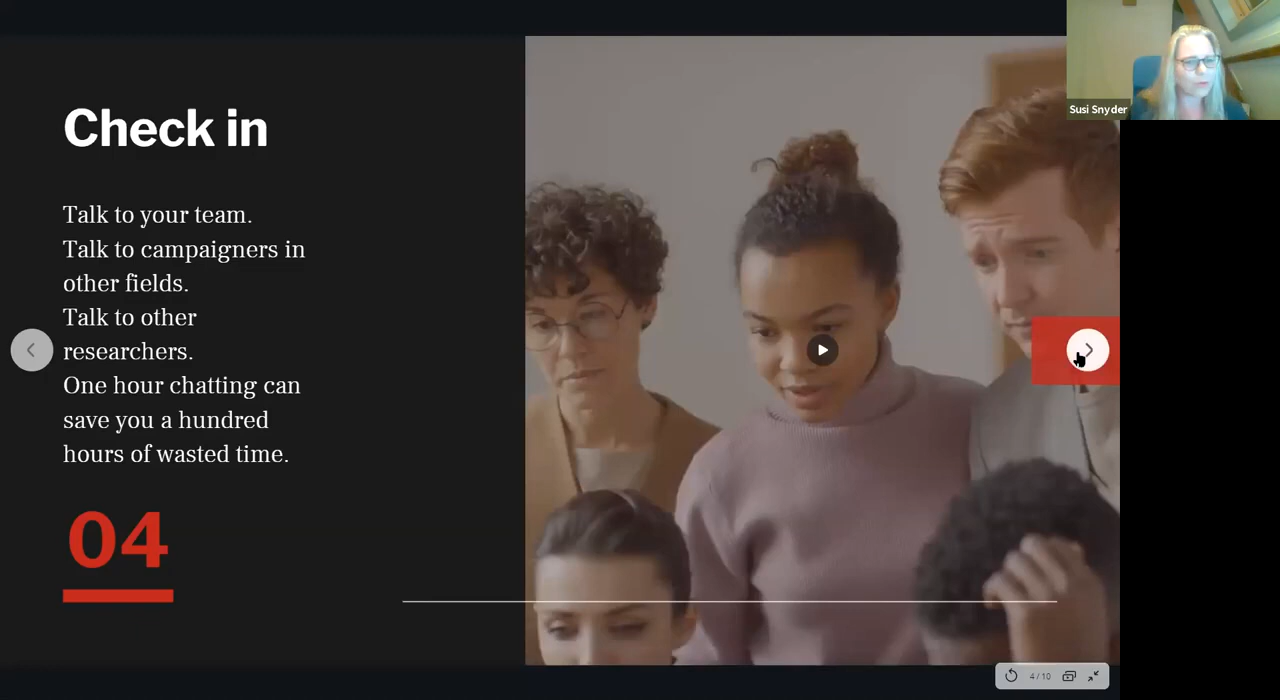 Check in
Talk to your team.
Talk to campaigners in
other fields.
Talk to other
researchers.
One hour chatting can
save you a hundred
hours of wasted time.
04
Susi Snyder
4 / 10